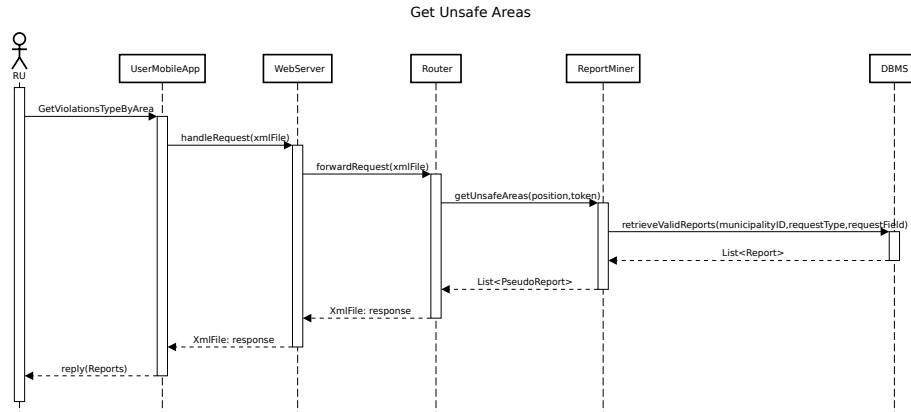 Get Unsafe Areas
RU
UserMobileApp
WebServer
Router
ReportMiner
DBMS
GetViolationsTypeByArea
handleRequest(xmlFile)
forwardRequest(xmlFile)
getUnsafeAreas(position,token)
retrieveValidReports(municipalityID,requestType,requestField)
List<Report>
List<PseudoReport>
XmlFile: response
XmlFile: response
reply(Reports)